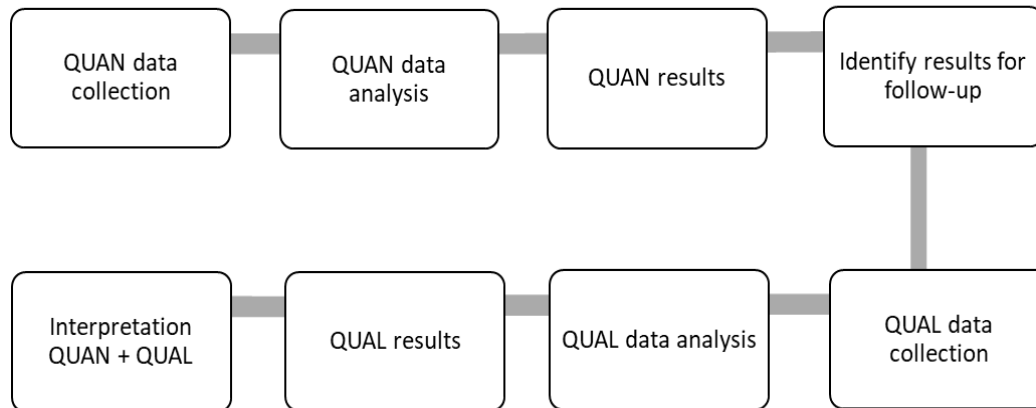 QUAN data
collection
QUAN data
analysis
QUAN results
Identify results for
follow-up
Interpretation
QUAN + QUAL
QUAL results
QUAL data analysis
QUAL data
collection